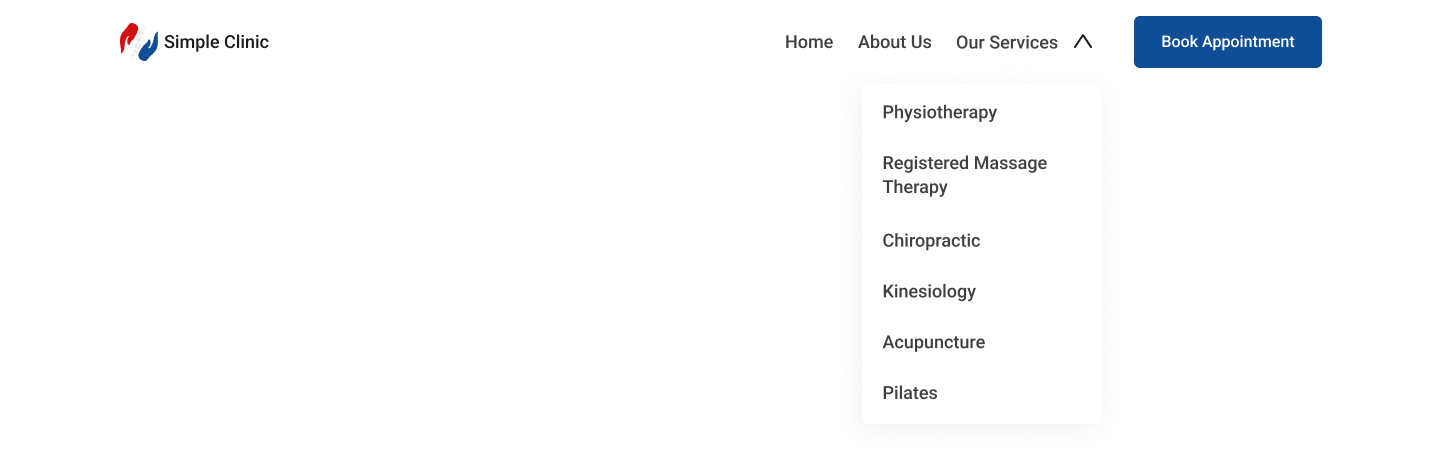 Simple Clinic
Home
About Us
Our Services
Book Appointment
Physiotherapy
Registered Massage
Therapy
Chiropractic
Kinesiology
Acupuncture
Pilates